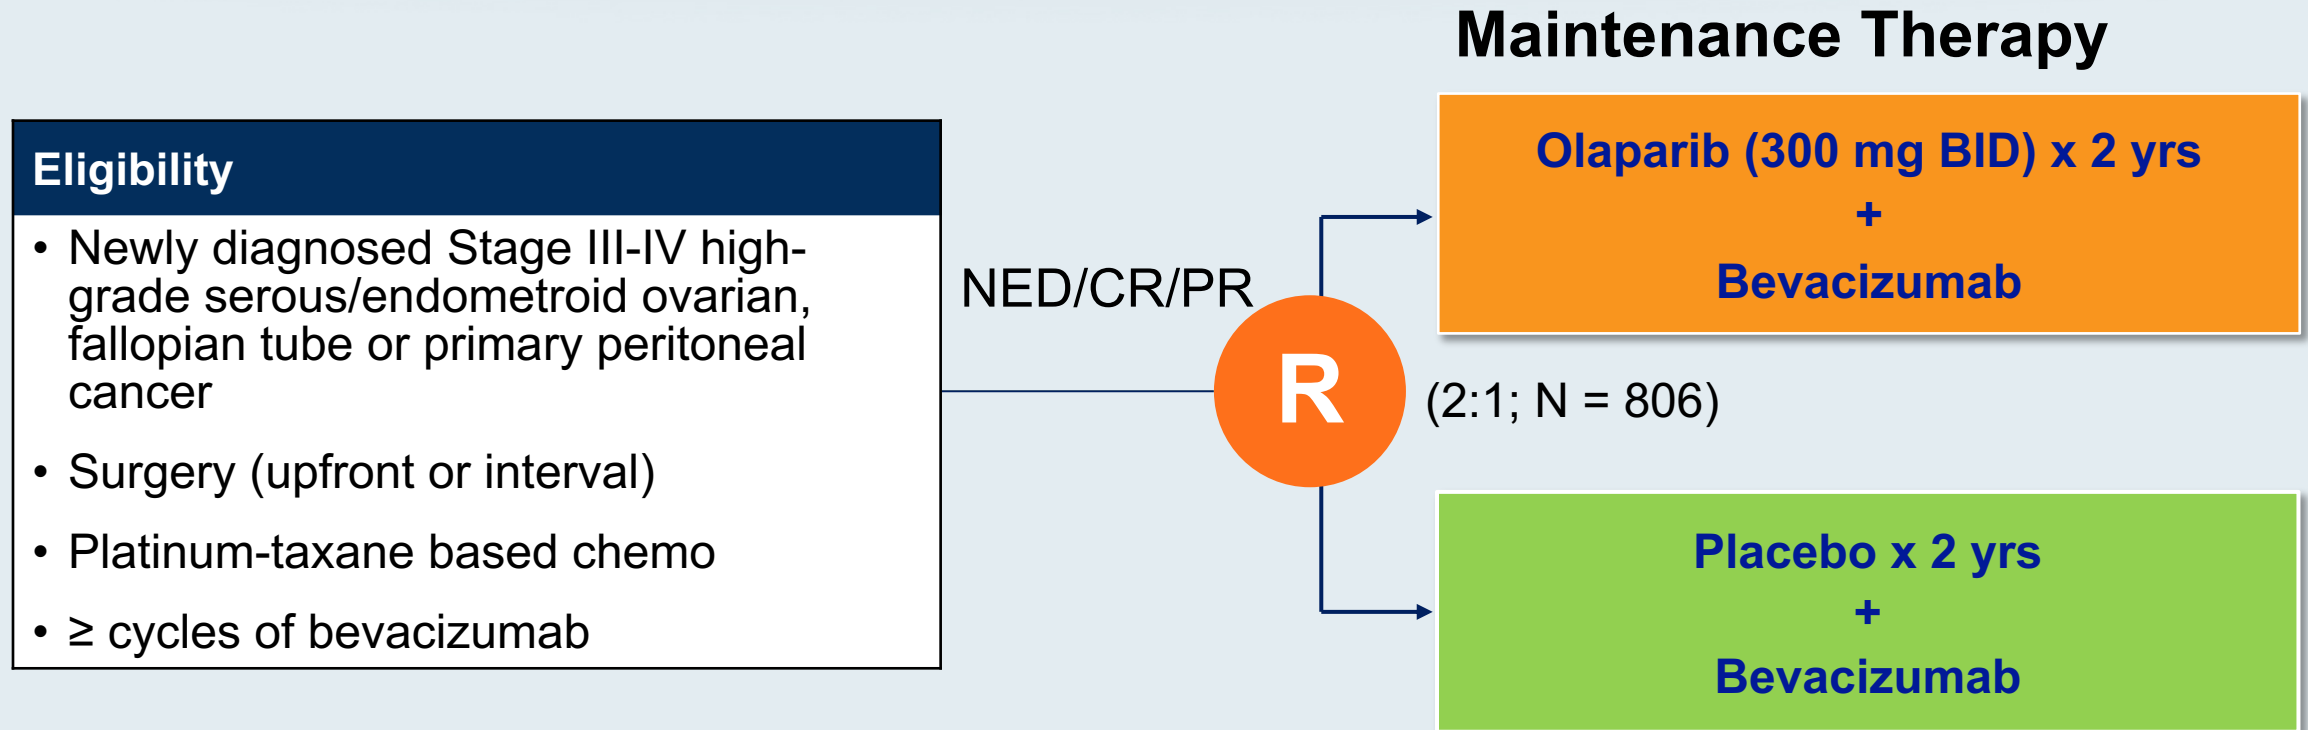 Maintenance Therapy
Eligibility
• Newly diagnosed Stage III-IV high-
grade serous/endometroid ovarian,
fallopian tube or primary peritoneal
cancer
• Surgery (upfront or interval)
• Platinum-taxane based chemo
• ≥ cycles of bevacizumab
NED/CR/PR
R
(2:1; N = 806)
Olaparib (300 mg BID) x 2 yrs
+
Bevacizumab
Placebo x 2 yrs
+
Bevacizumab